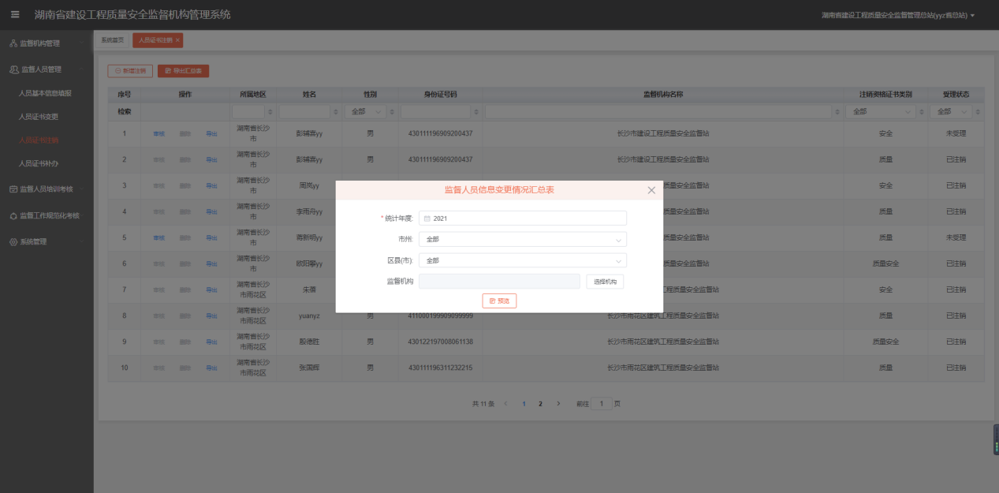 湖南省建设工程质量安全监督机构管理系统
湖南省建设工程质量安全监督管理总站(yyz省总站)
监督机构管理
监督人员管理
人员基本信息填报
人员证书变更
人员证书注销
人员证书补办
监督人员培训考核
监督工作规范化考核
系统管理
系统首页 人员证书注销 ×
新增注销 导出汇总表
序号 操作 所属地区 姓名 性别 身份证号码 监督机构名称 注销资格证书类别 受理状态
检索 全部 全部 全部
1 审核 删除 导出 湖南省长沙市 彭辅yy 男 430111196909200437 长沙市建设工程质量安全监督站 安全 未受理
2 审核 删除 导出 湖南省长沙市 彭辅yy 男 430111196909200437 长沙市建设工程质量安全监督站 质量 已注销
3 审核 删除 导出 湖南省长沙市 周岚yy 质量安全监督站 安全 已注销
4 审核 删除 导出 湖南省长沙市 李雨丹yy 质量安全监督站 质量 已注销
5 审核 删除 导出 湖南省长沙市 蒋新明yy 质量安全监督站 质量 未受理
6 审核 删除 导出 湖南省长沙市 欧阳yy 质量安全监督站 质量安全 已注销
7 审核 删除 导出 湖南省长沙市雨花区 工程质量安全监督站 安全 已注销
8 审核 删除 导出 湖南省长沙市雨花区 yuanyz 男 411000199909099999 长沙市雨花区建筑工程质量安全监督站 质量 已注销
9 审核 删除 导出 湖南省长沙市雨花区 殷德胜 男 430122197008061138 长沙市雨花区建筑工程质量安全监督站 质量安全 已注销
10 审核 删除 导出 湖南省长沙市雨花区 张国辉 男 430111196311232215 长沙市雨花区建筑工程质量安全监督站 质量 已注销
监督人员信息变更情况汇总表
* 统计年度: 2021
市州: 全部
区县(市): 全部
监督机构 选择机构
预览
共 11 条 1 2 前往 1 页